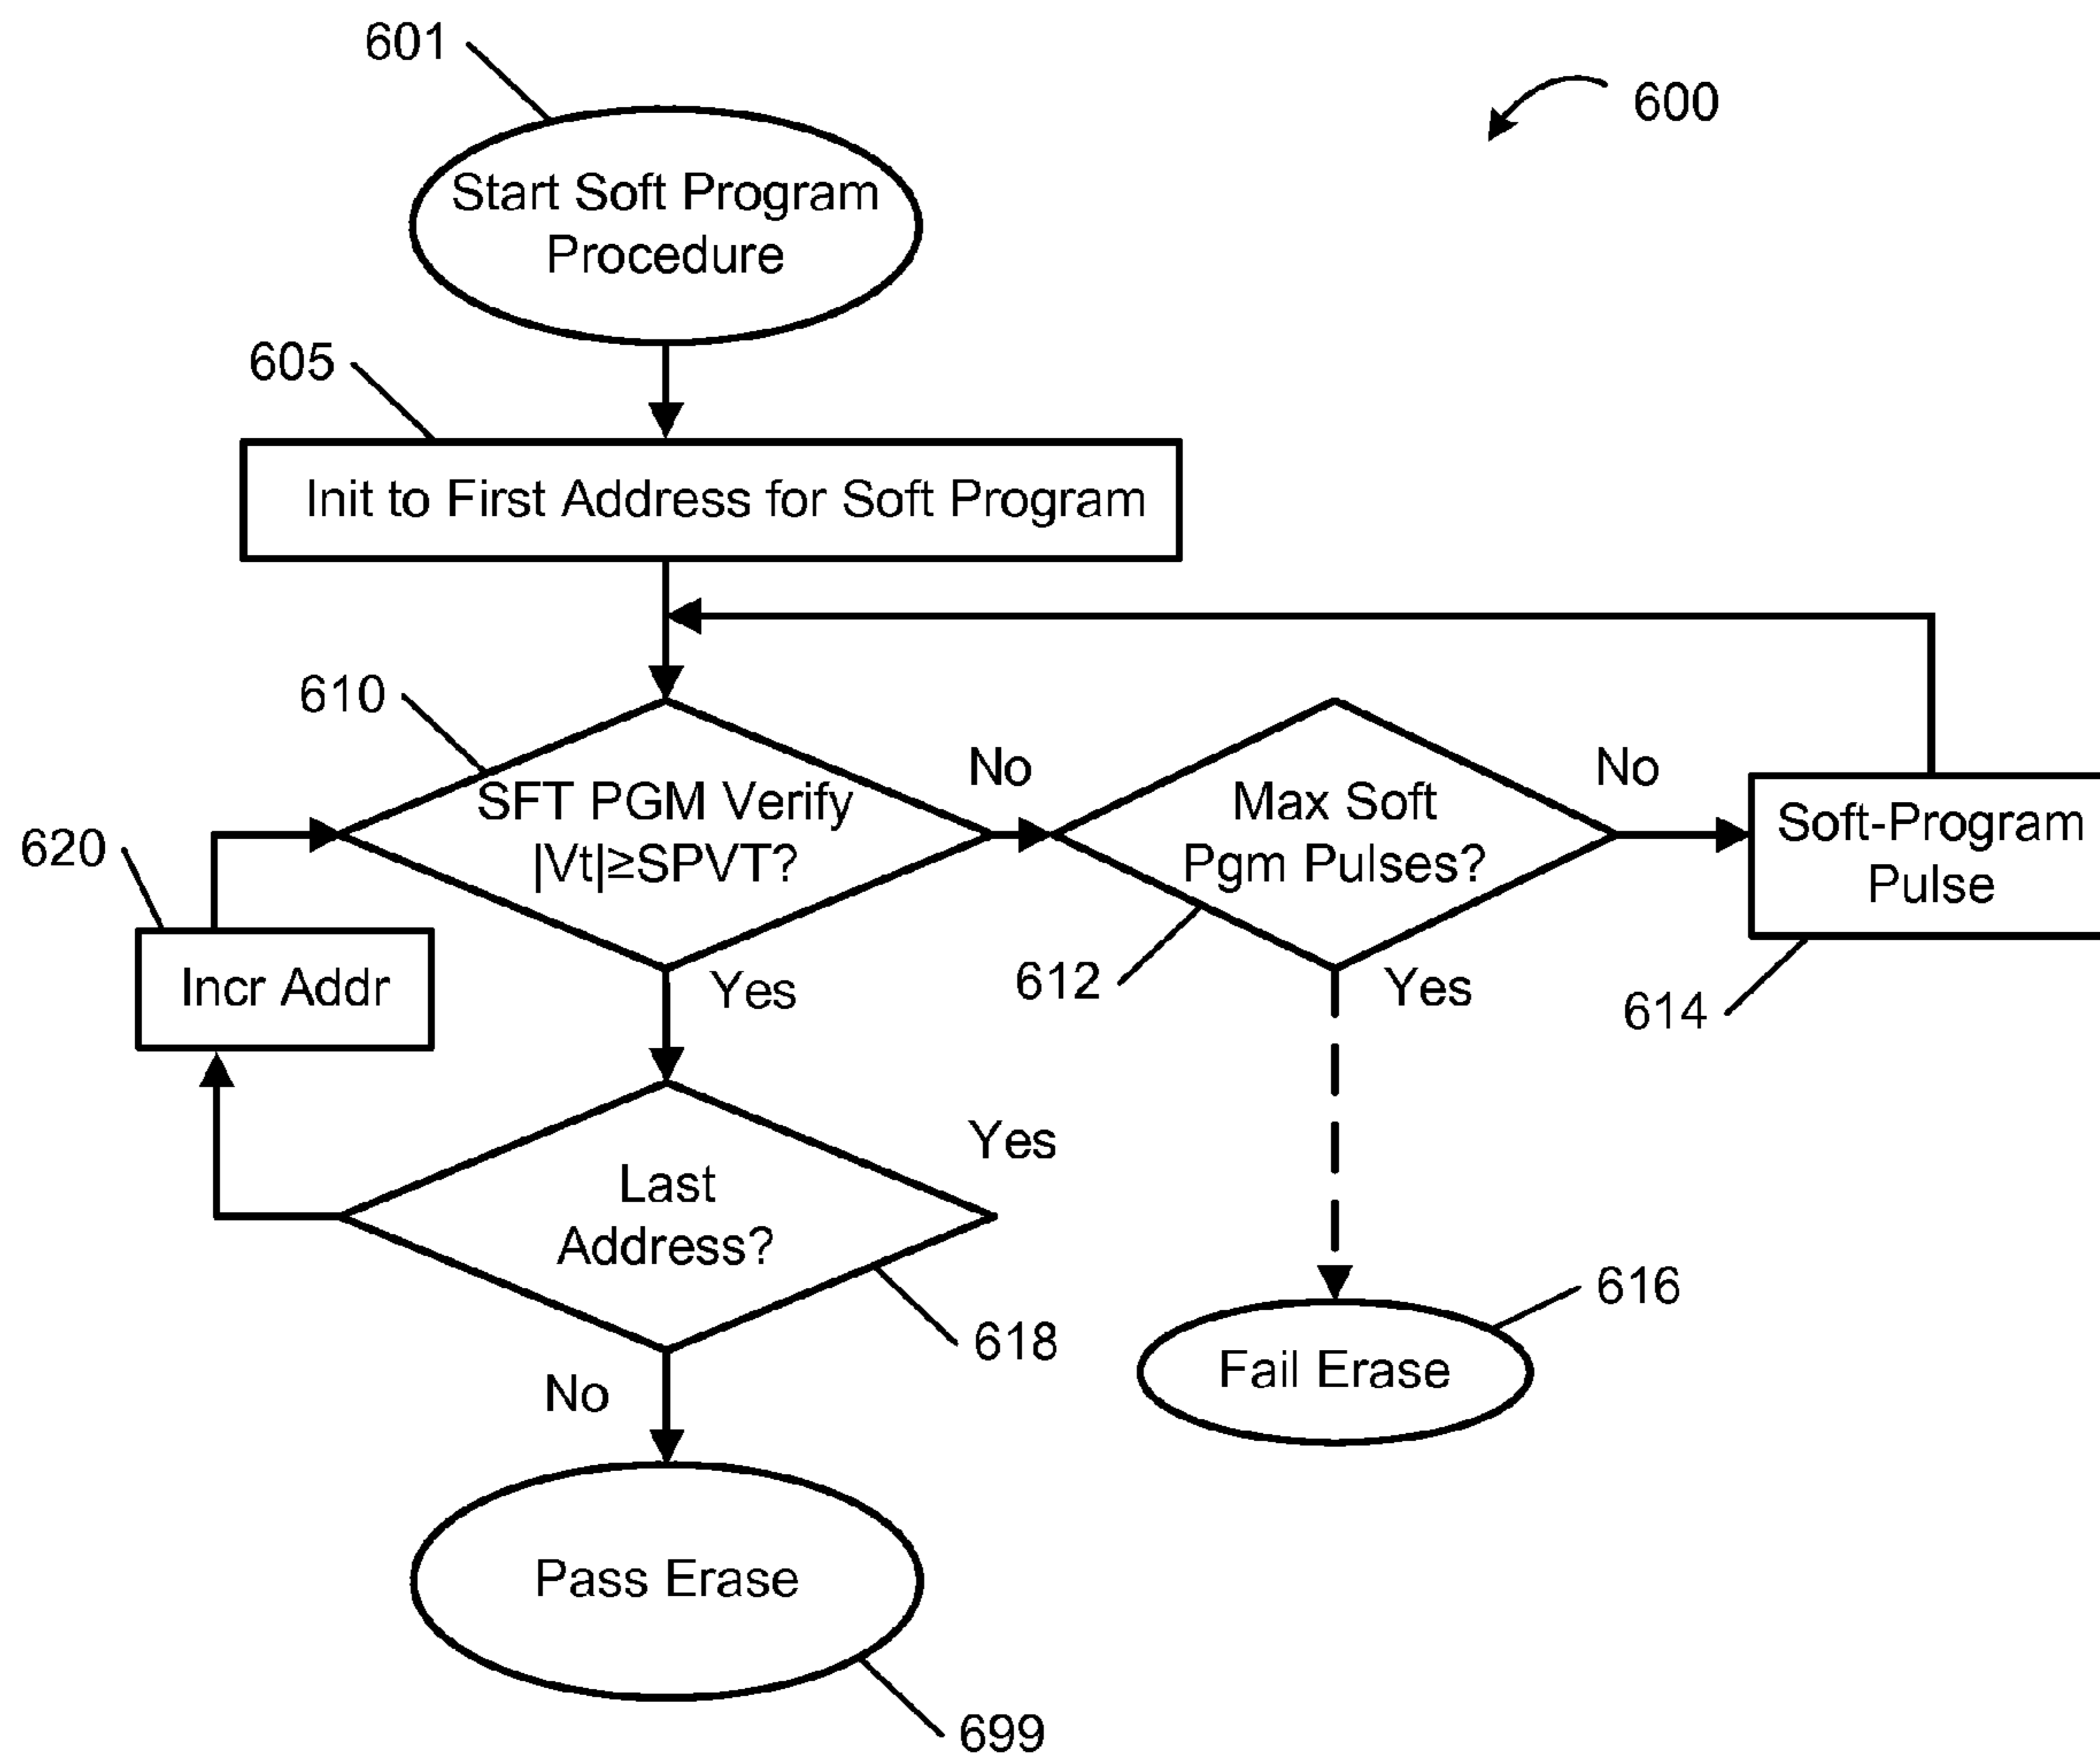 601
600
Start Soft Program
Procedure
605
Init to First Address for Soft Program
610
SFT PGM Verify
|Vt|≥SPVT?
No
Max Soft
Pgm Pulses?
No
Soft-Program
Pulse
620
Incr Addr
Yes
612
Yes
614
Last
Address?
Yes
618
616
No
Fail Erase
Pass Erase
699